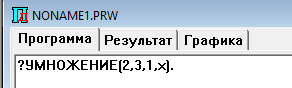 NONAME1.PRW
Программа Результат Графика
?УМНОЖЕНИЕ(2,3,1,x).